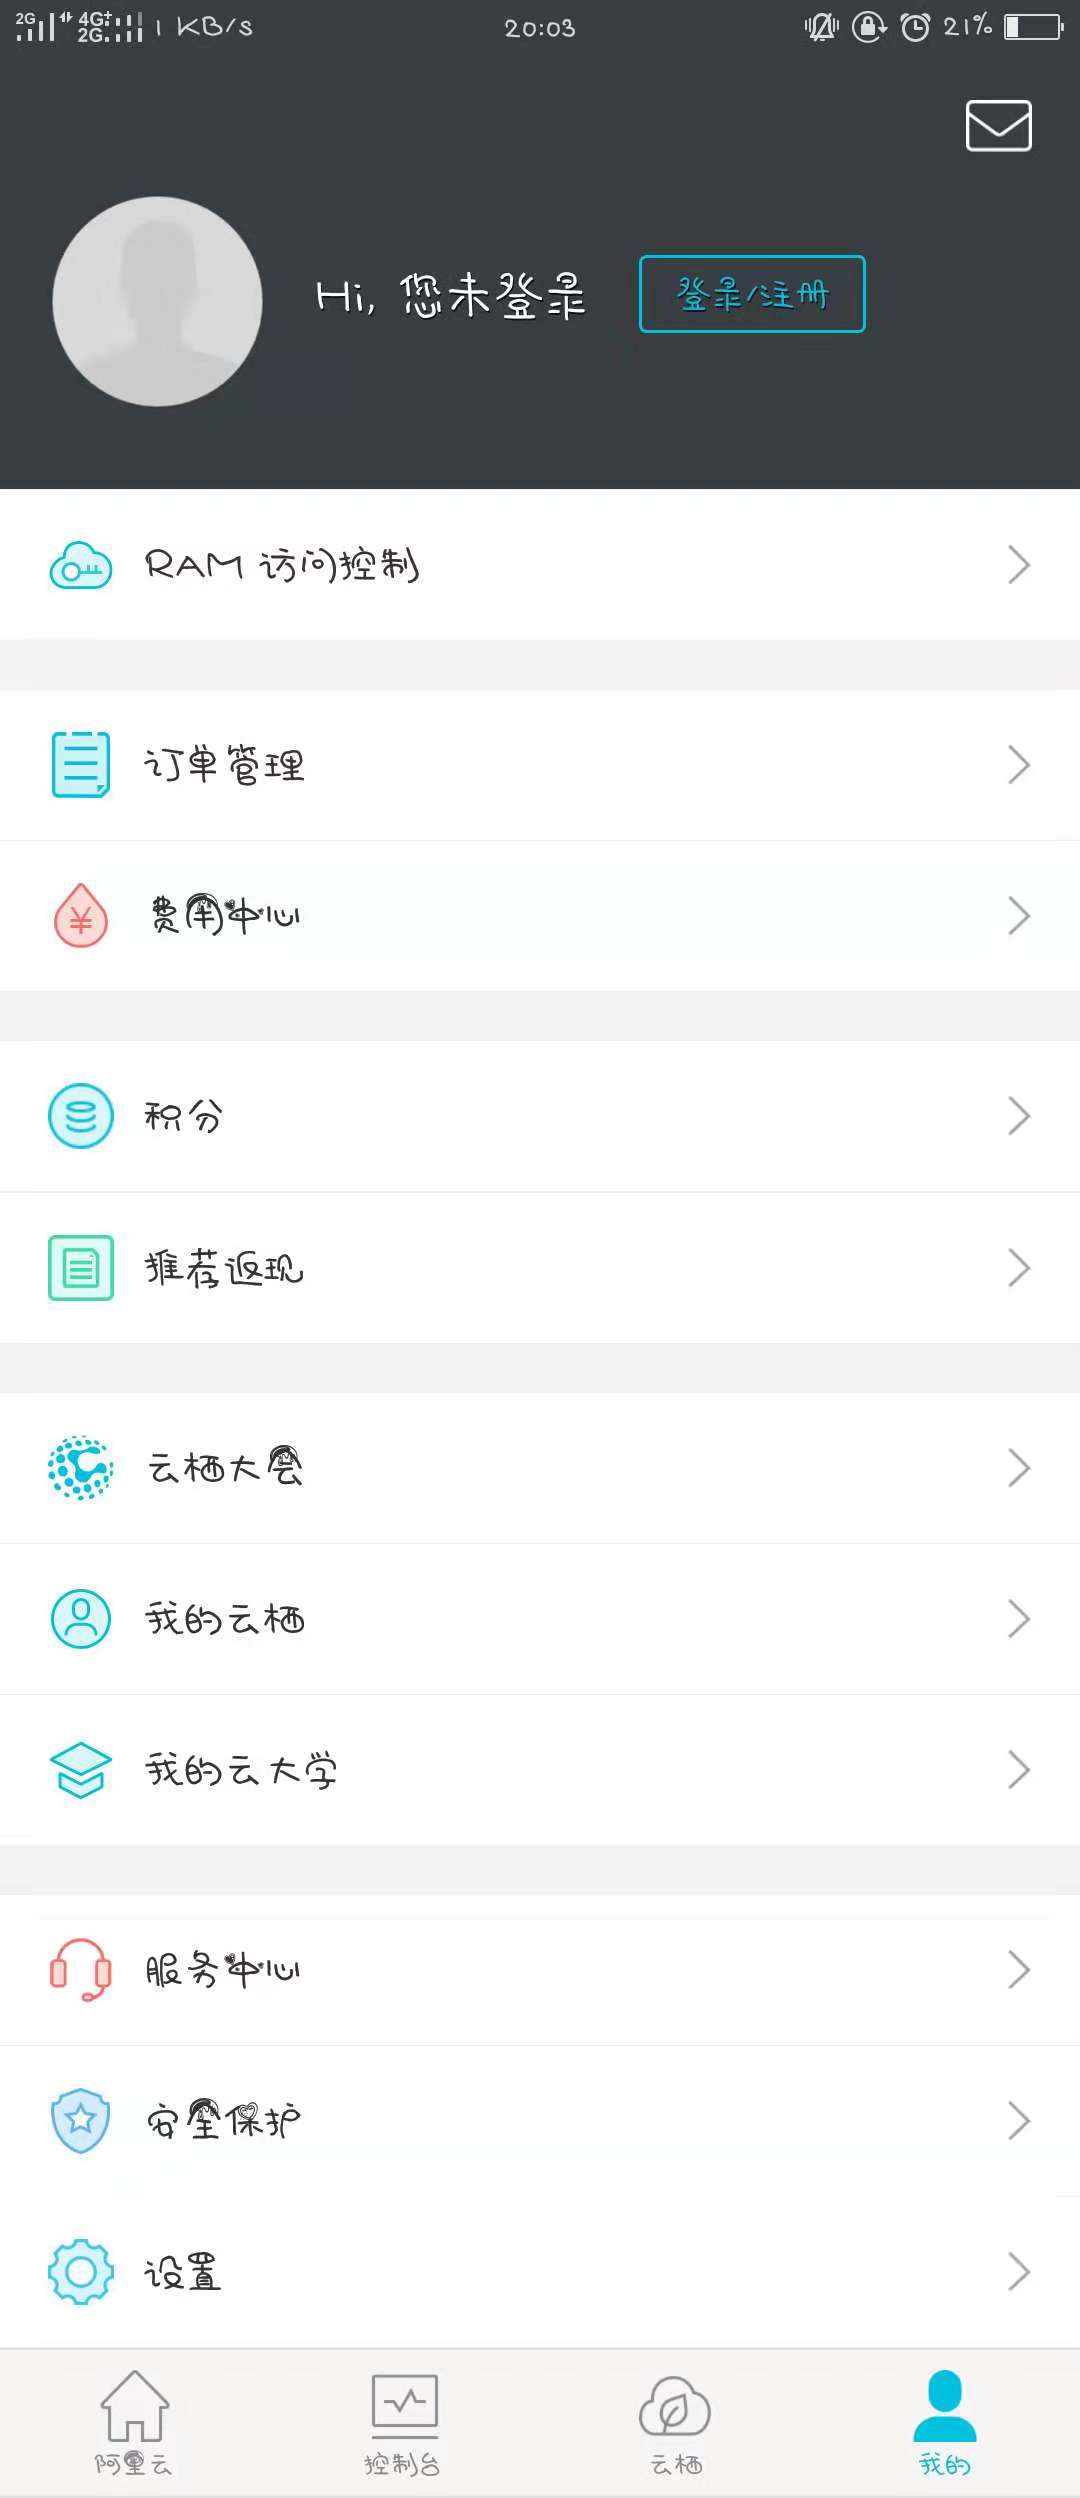 2G 4G+ 2G 1 KB/s 20:03 21%
Hi, 您未登录 登录/注册
RAM 访问控制
订单管理
¥ 费用中心
积分
推荐返现
云栖大会
我的云栖
我的云大学
服务中心
安全保护
设置
阿里云 控制台 云栖 我的